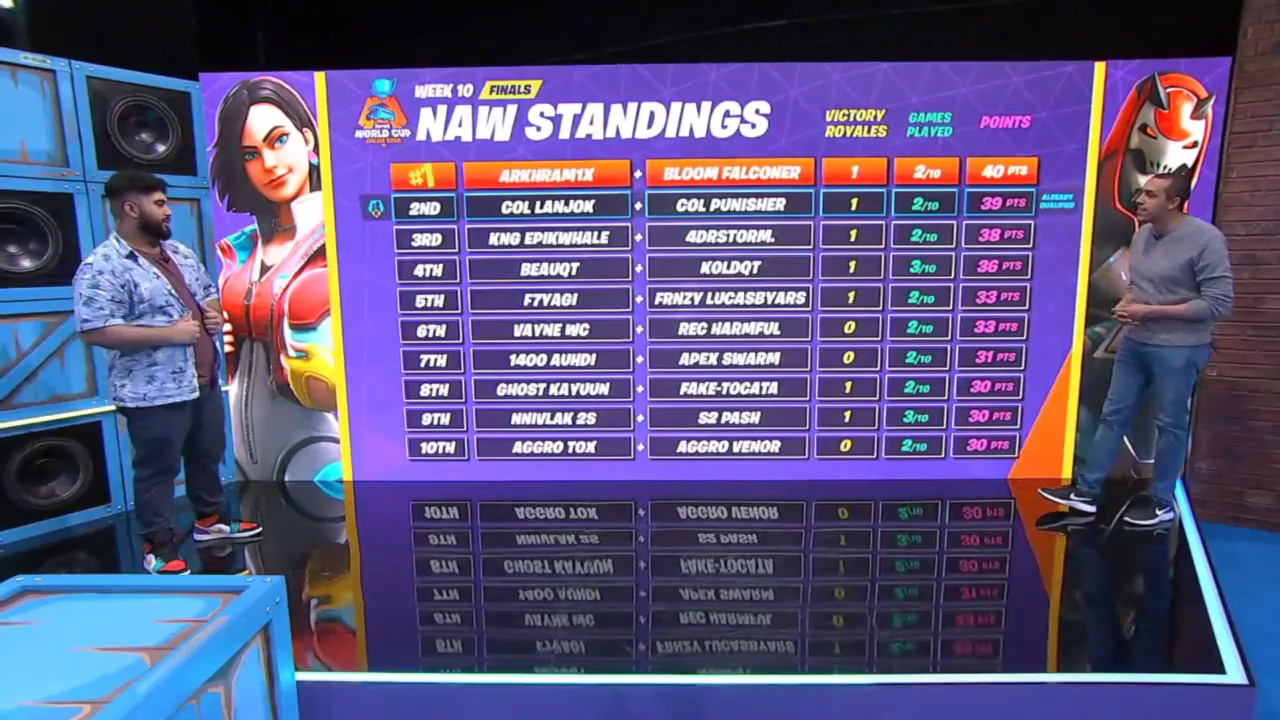 WEEK 10 FINALS
NAW STANDINGS
WORLD CUP
ONLINE OPEN
VICTORY ROYALES
GAMES PLAYED
POINTS
#1 ARKHRAM1X + BLOOM FALCONER 1 2/10 40 PTS
2ND COL LANJOK + COL PUNISHER 1 2/10 39 PTS ALREADY QUALIFIED
3RD KNG EPIKWHALE + 4DRSTORM. 1 2/10 38 PTS
4TH BEAUQT + KOLDQT 1 3/10 36 PTS
5TH F7YAGI + FRNZY LUCASBYARS 1 2/10 33 PTS
6TH VAYNE WC + REC HARMFUL 0 2/10 33 PTS
7TH 1400 AUHDI + APEX SWARM 0 2/10 31 PTS
8TH GHOST KAYUUN + FAKE-TOCATA 1 2/10 30 PTS
9TH NNIVLAK 2S + S2 PASH 1 3/10 30 PTS
10TH AGGRO TOX + AGGRO VENOR 0 2/10 30 PTS